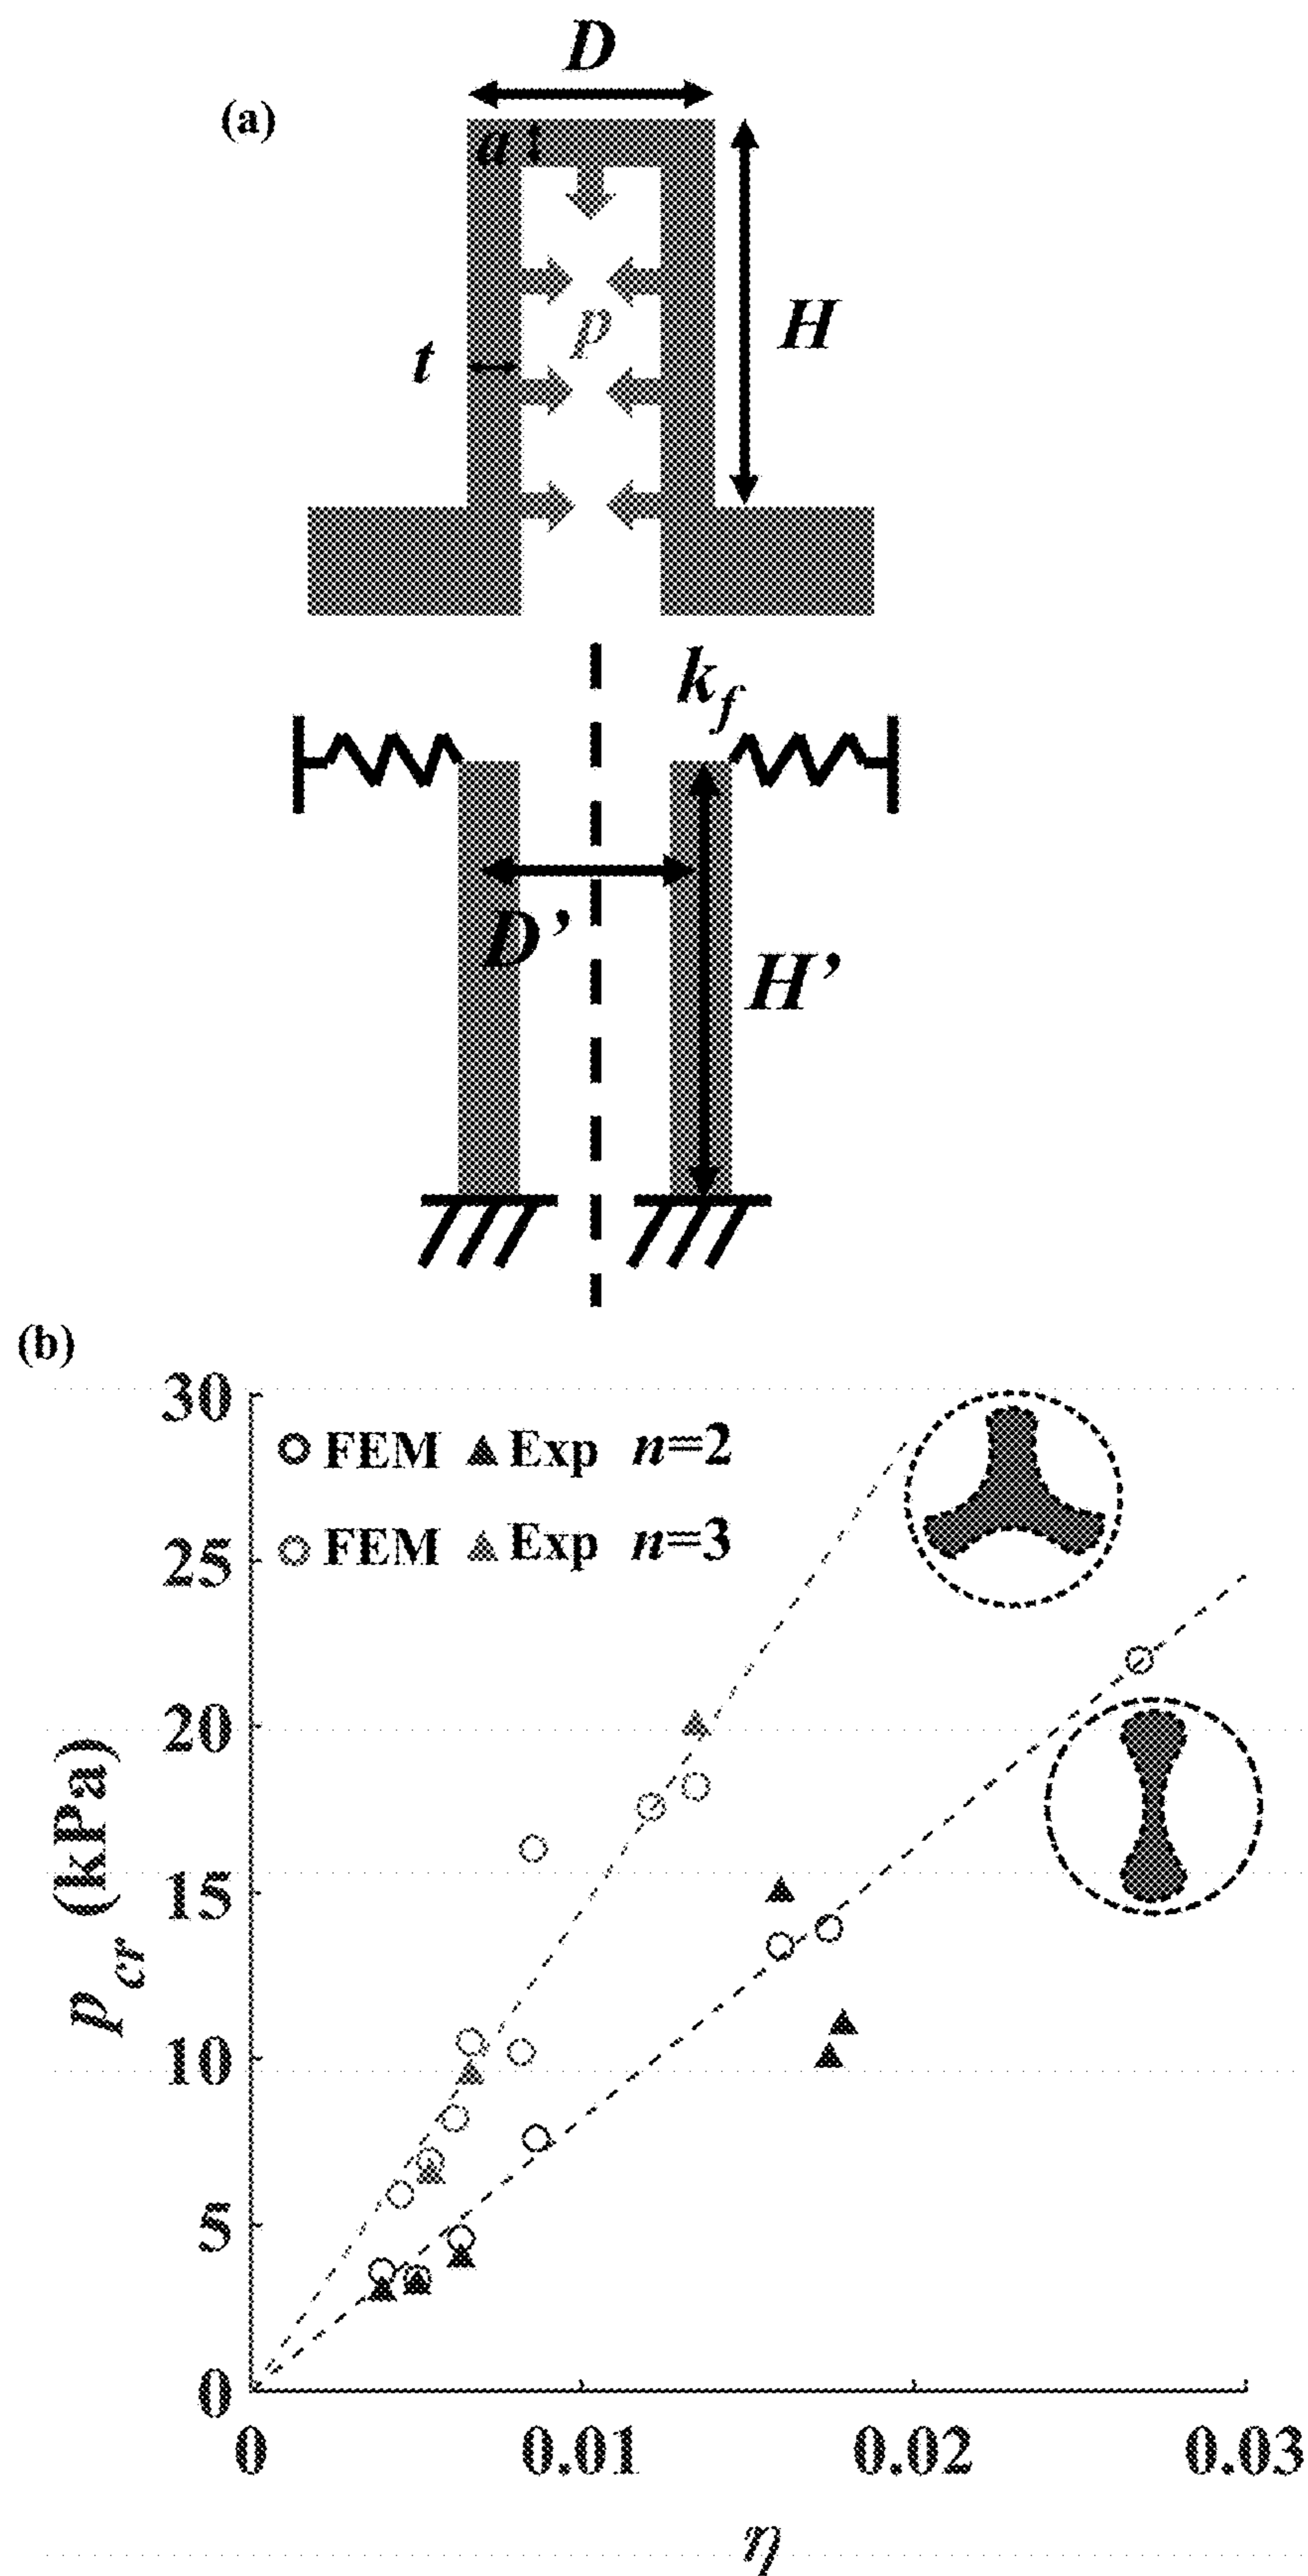 (a)
D
a
H
p
t
k_f
D’
H’
(b)
30
FEM Exp n=2
FEM Exp n=3
25
20
15
10
5
0
p_cr (kPa)
0 0.01 0.02 0.03
η